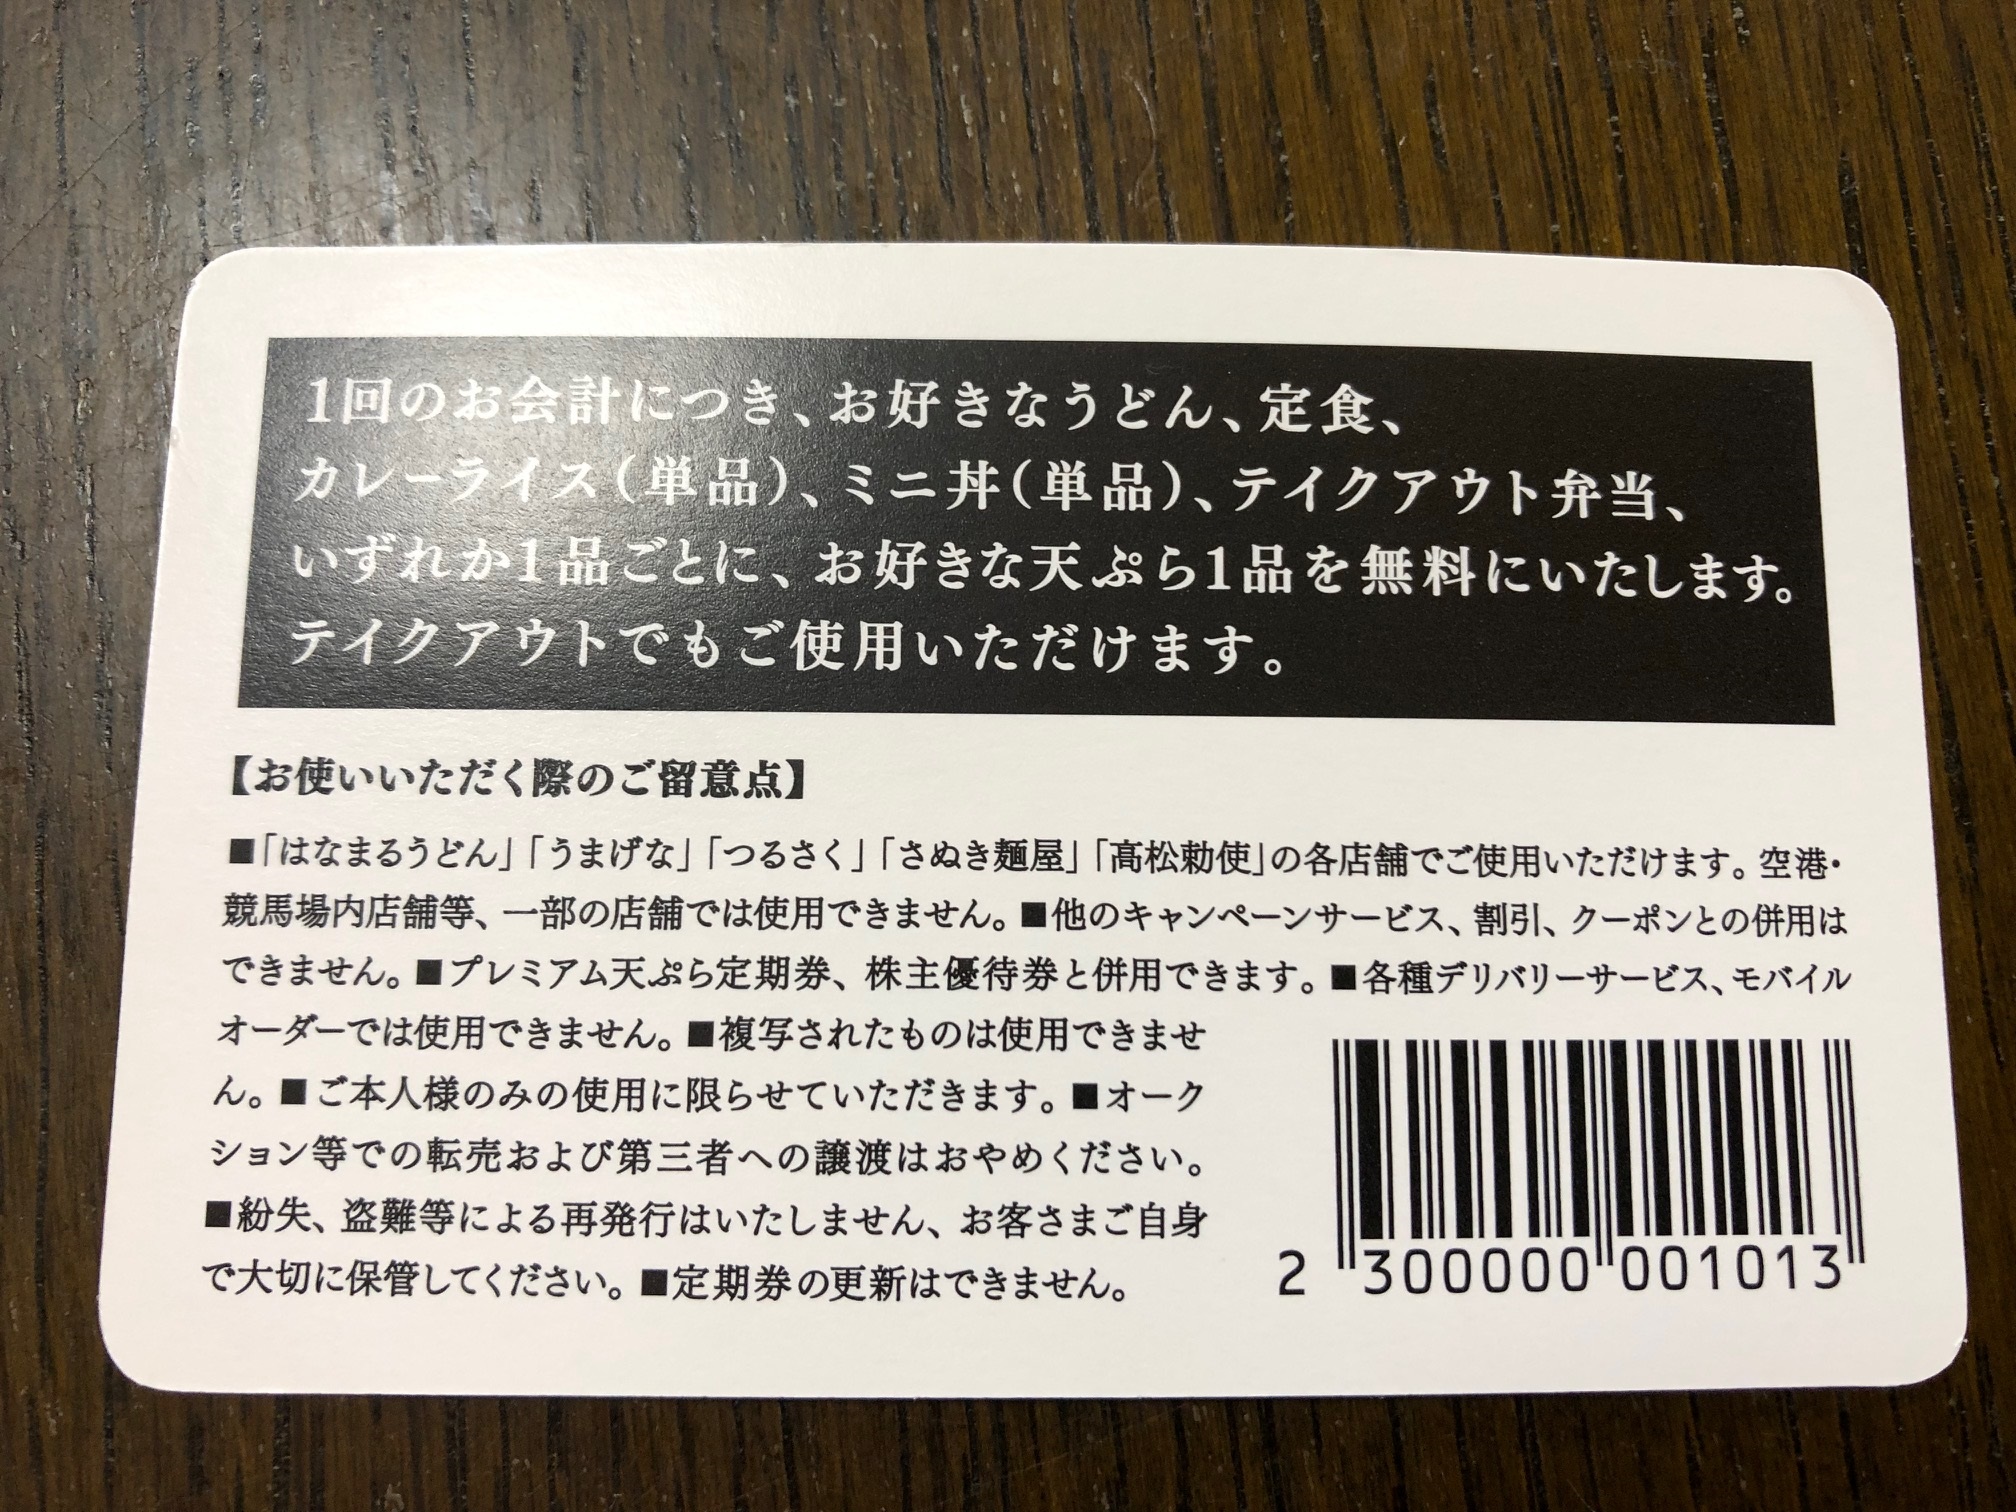 1回のお会計につき、お好きなうどん、定食、
カレーライス（単品）、ミニ丼（単品）、テイクアウト弁当、
いずれか1品ごとに、お好きな天ぷら1品を無料にいたします。
テイクアウトでもご使用いただけます。
【お使いいただく際のご留意点】
■「はなまるうどん」「うまげな」「つるさく」「さぬき麺屋」「高松勅使」の各店舗でご使用いただけます。空港・
競馬場内店舗等、一部の店舗では使用できません。■他のキャンペーンサービス、割引、クーポンとの併用は
できません。■プレミアム天ぷら定期券、株主優待券と併用できます。■各種デリバリーサービス、モバイル
オーダーでは使用できません。■複写されたものは使用できませ
ん。■ご本人様のみの使用に限らせていただきます。■オーク
ション等での転売および第三者への譲渡はおやめください。
■紛失、盗難等による再発行はいたしません、お客さまご自身
で大切に保管してください。■定期券の更新はできません。
2 300000 001013